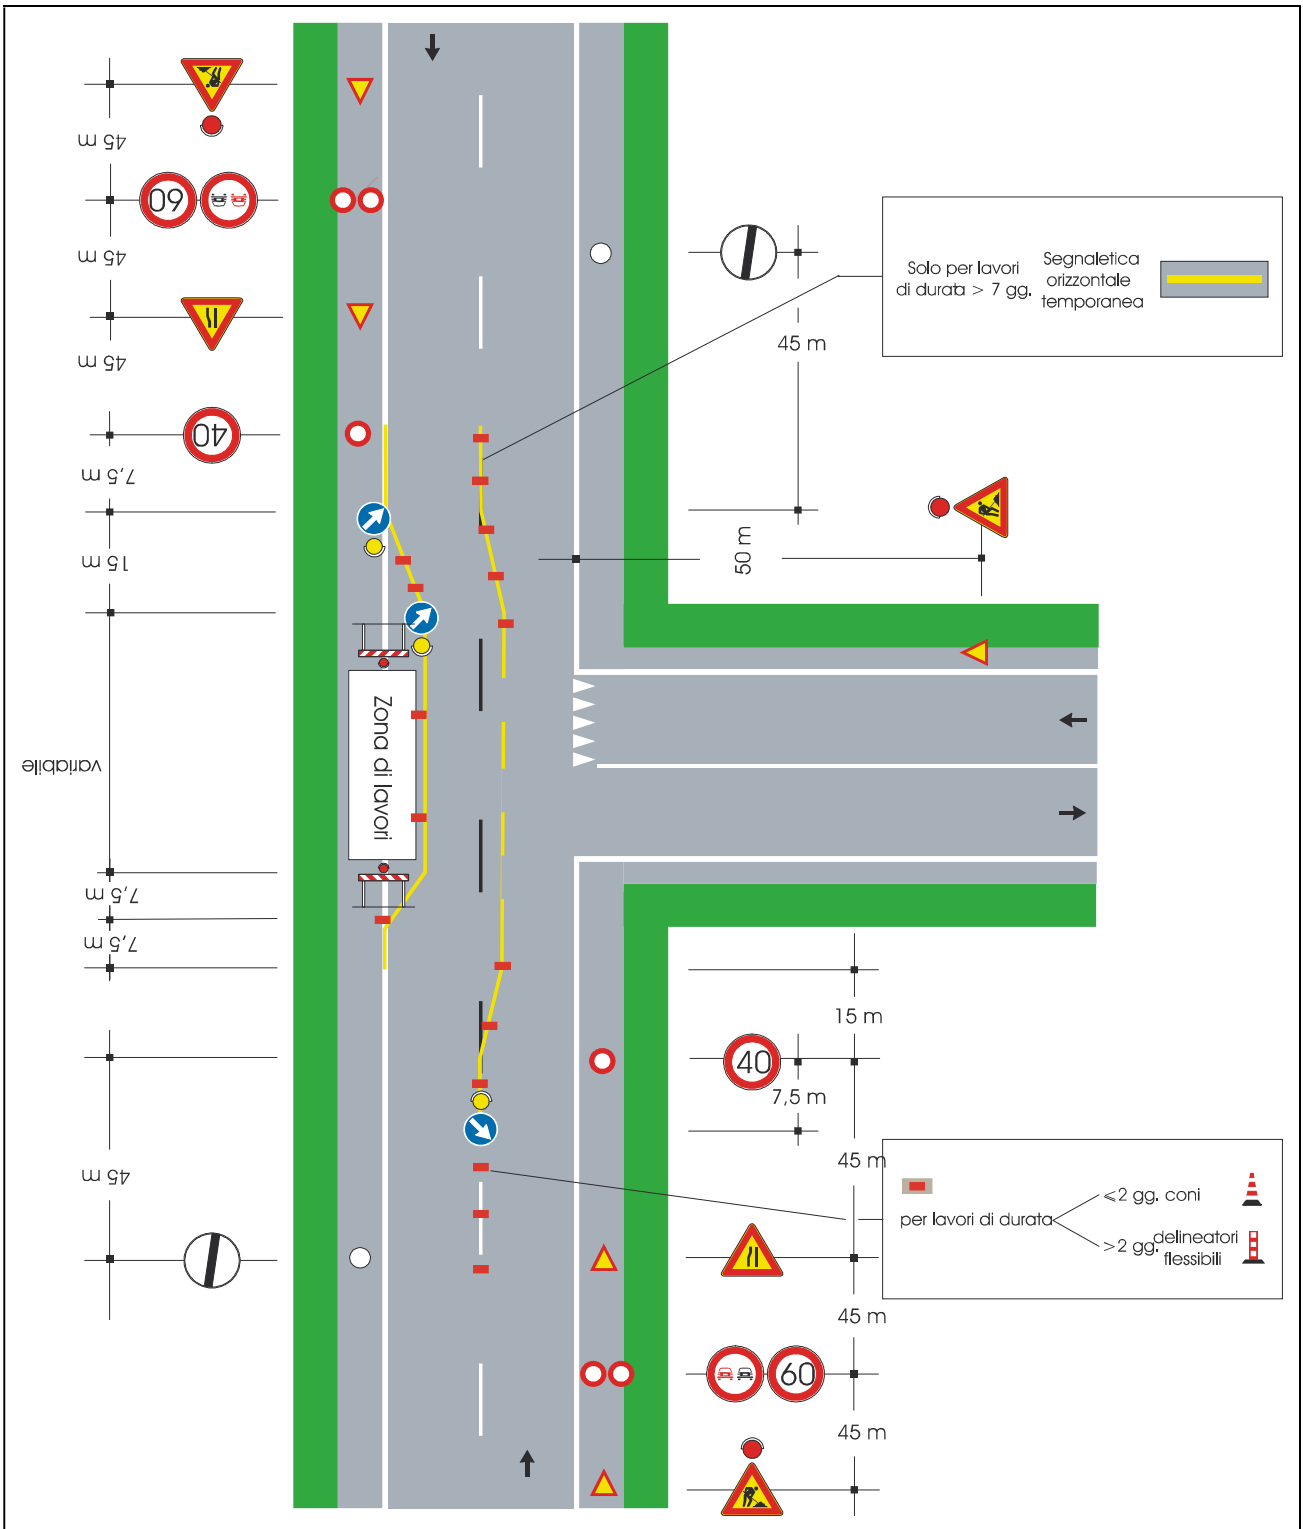 45 m
60
45 m
45 m
40
7,5 m
15 m
variabile
7,5 m
7,5 m
45 m
Zona di lavori
Solo per lavori
di durata > 7 gg.
Segnaletica
orizzontale
temporanea
45 m
50 m
15 m
40
7,5 m
45 m
per lavori di durata
⩽2 gg. coni
>2 gg. delineatori
flessibili
45 m
60
45 m